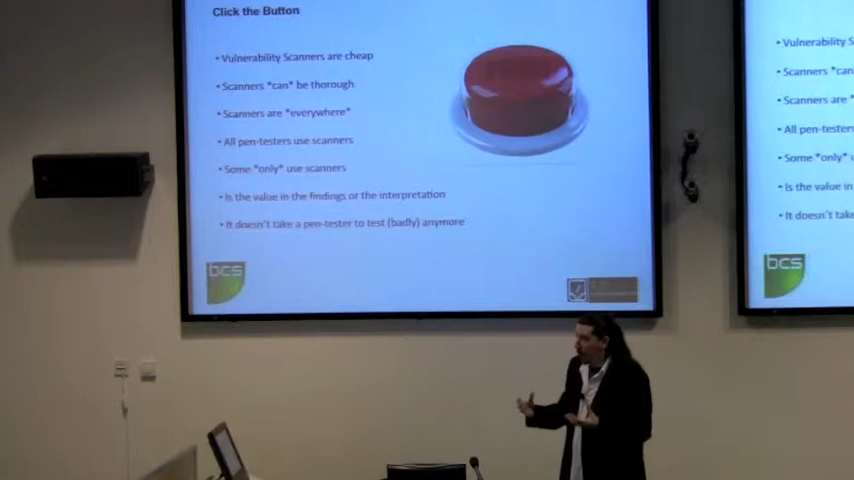 Click the Button
• Vulnerability Scanners are cheap
• Scanners *can* be thorough
• Scanners are *everywhere*
• All pen-testers use scanners
• Some *only* use scanners
• Is the value in the findings or the interpretation
• It doesn't take a pen-tester to test (badly) anymore
bcs
• Vulnerability S
• Scanners *can
• Scanners are *
• All pen-testers
• Some *only* u
• Is the value in
• It doesn't take
bcs